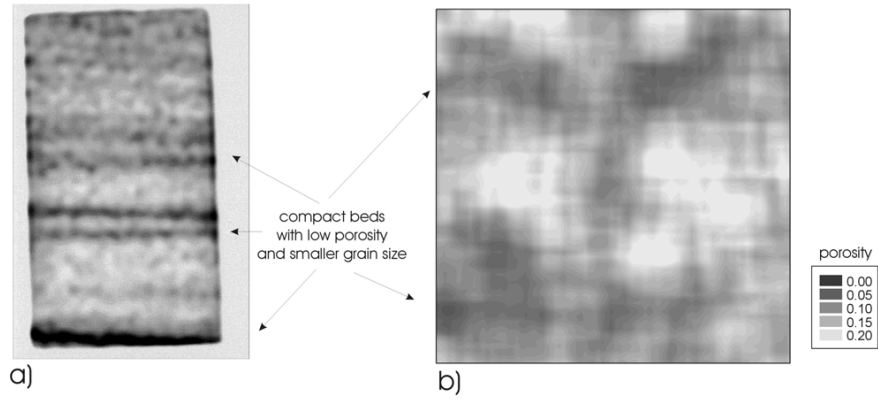 compact beds
with low porosity
and smaller grain size
porosity
0.00
0.05
0.10
0.15
0.20
a)
b)